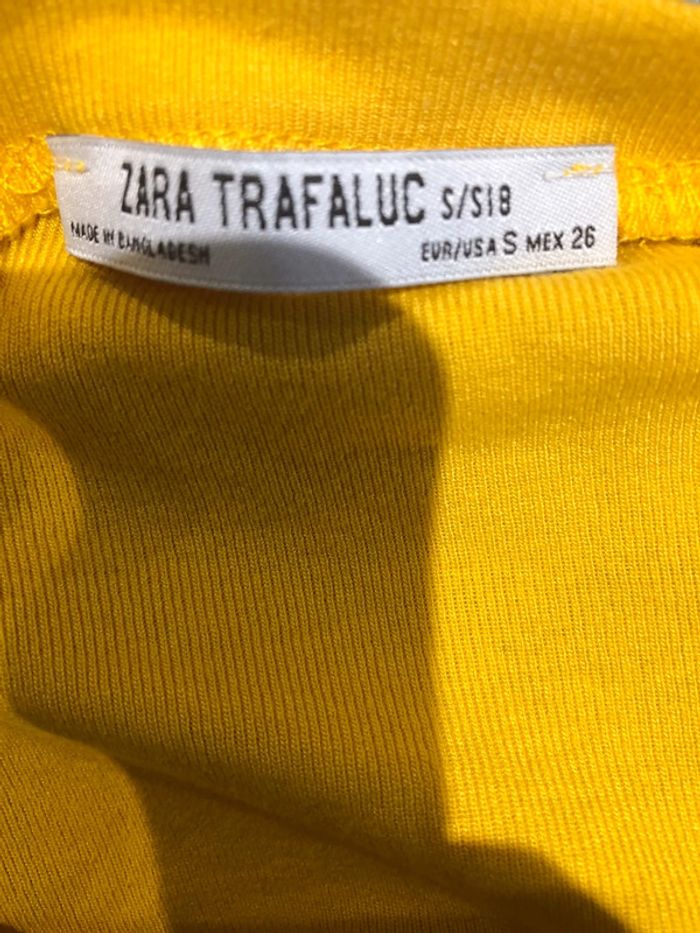 ZARA TRAFALUC S/S18
MADE IN BANGLADESH
EUR/USA S MEX 26